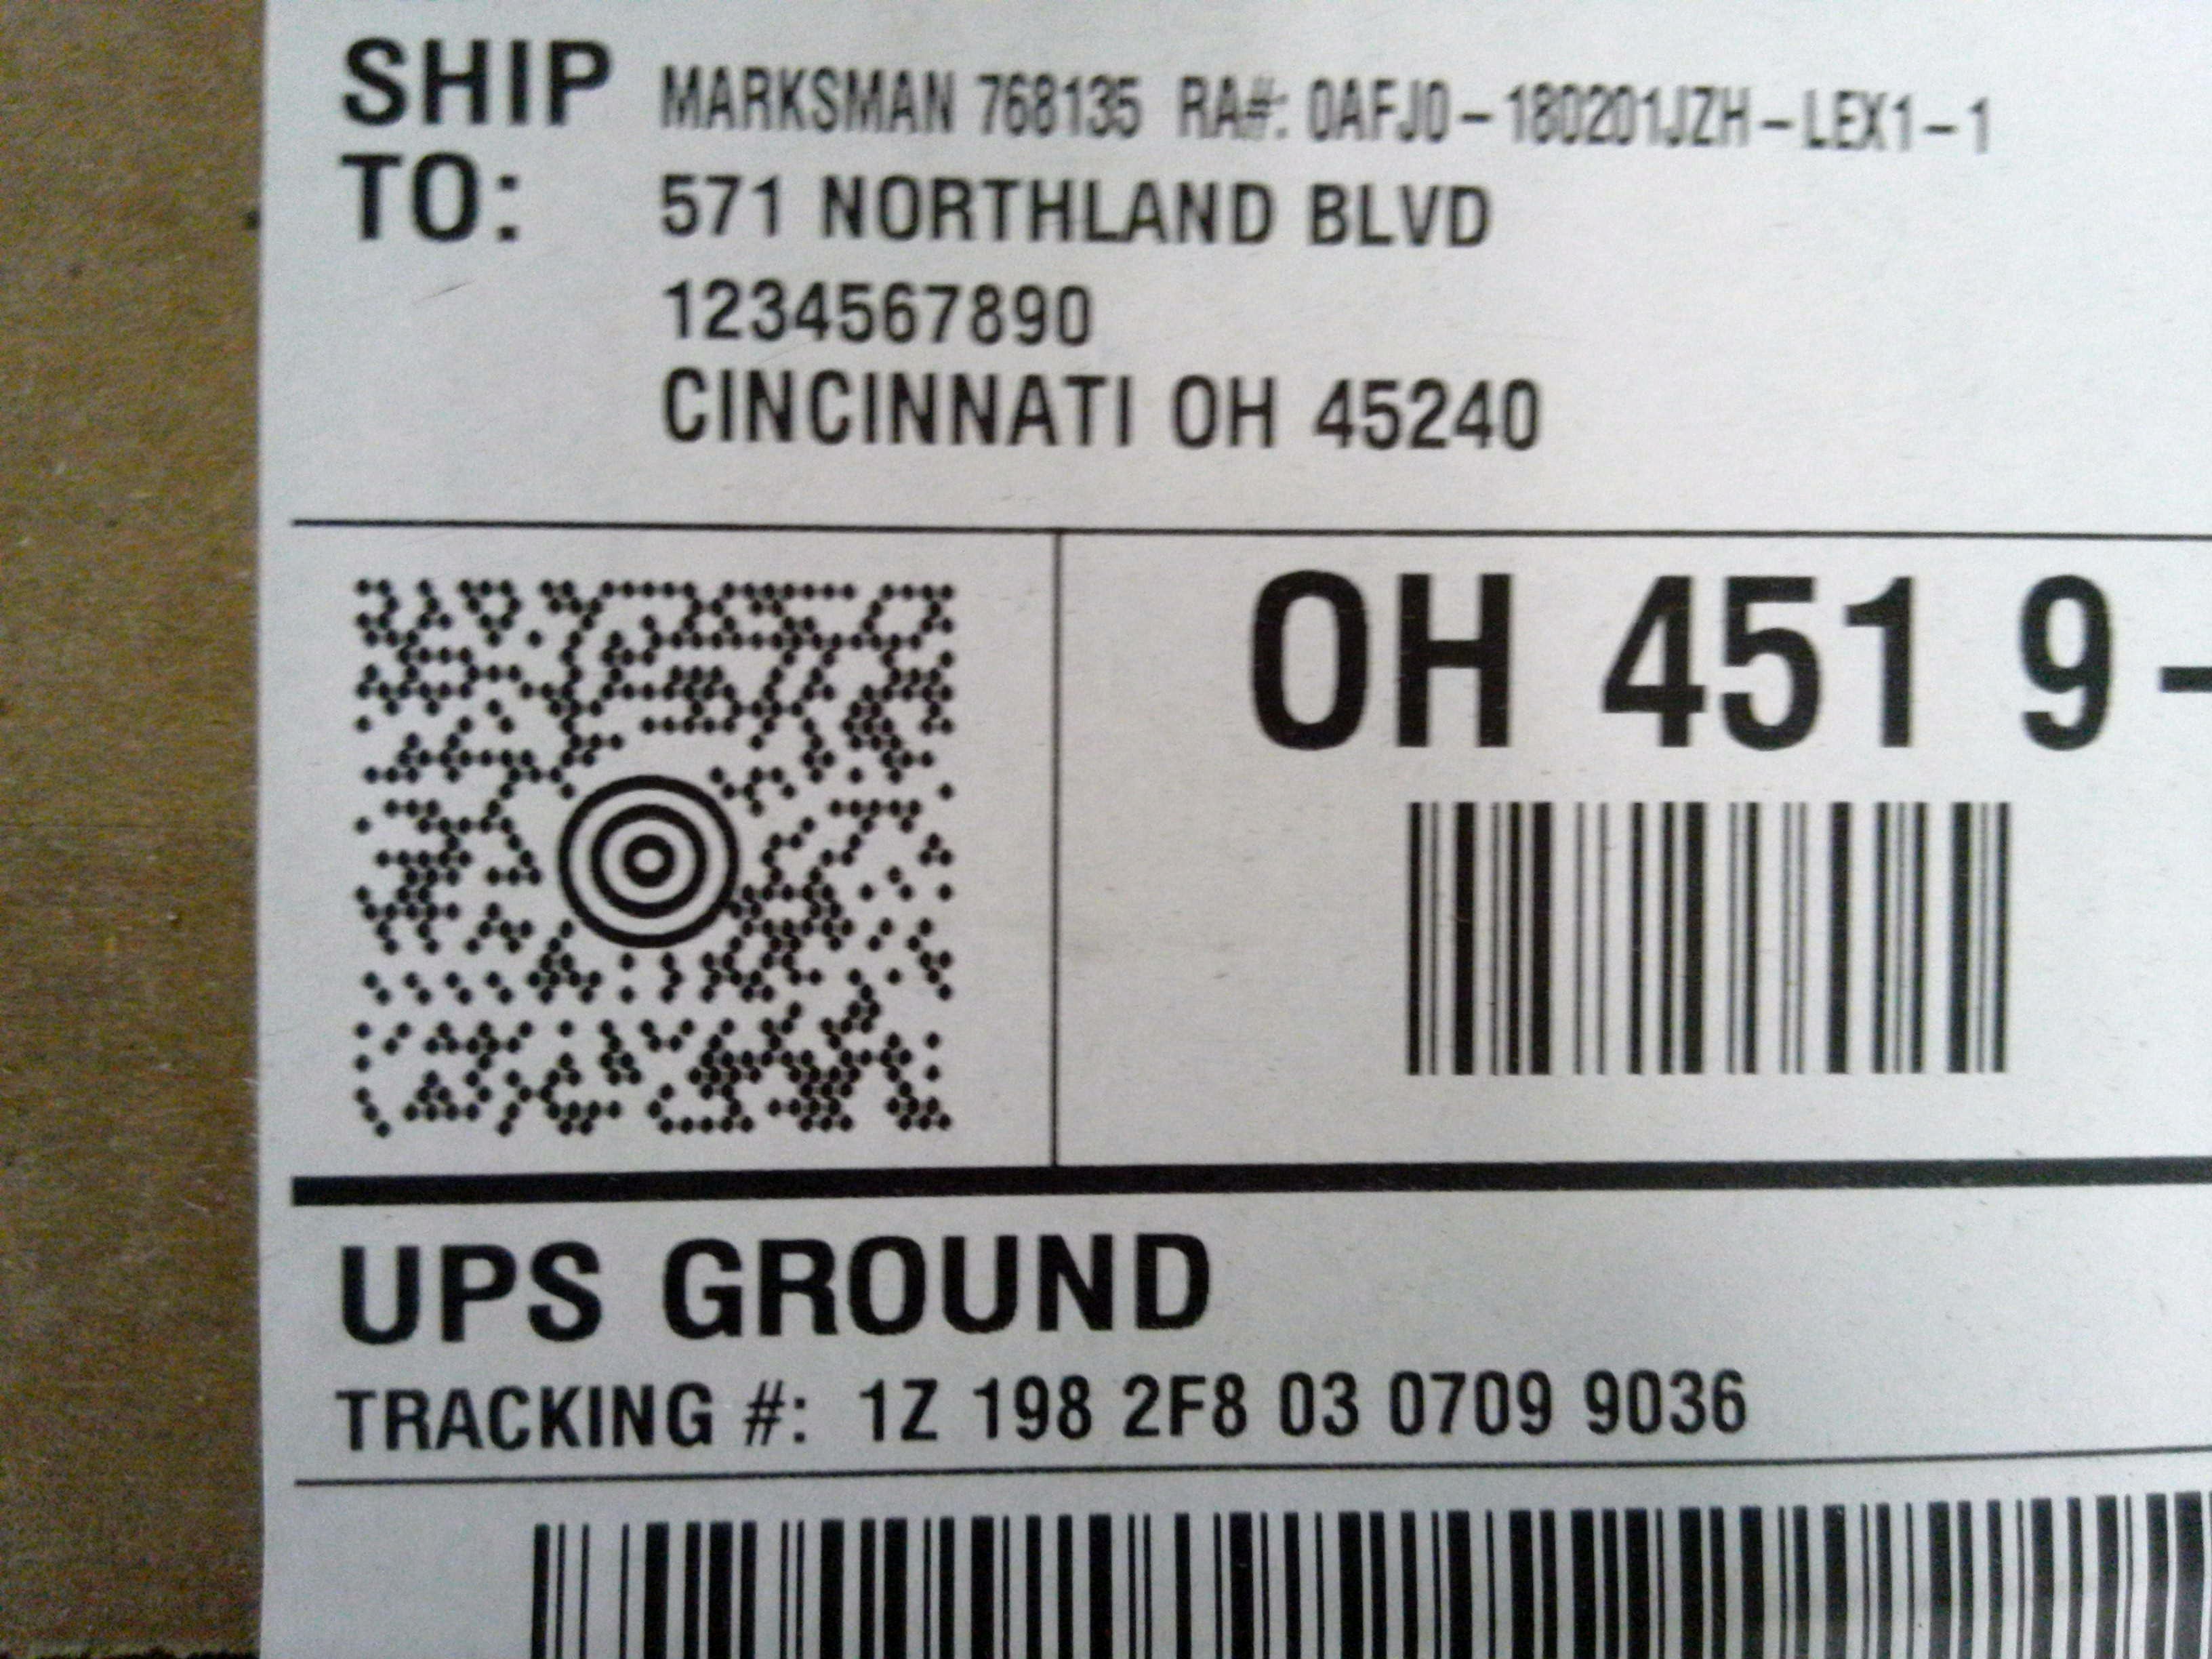 SHIP TO:
MARKSMAN 768135 RA#: 0AFJ0-180201JZH-LEX1-1
571 NORTHLAND BLVD
1234567890
CINCINNATI OH 45240
OH 451 9-
UPS GROUND
TRACKING #: 1Z 198 2F8 03 0709 9036